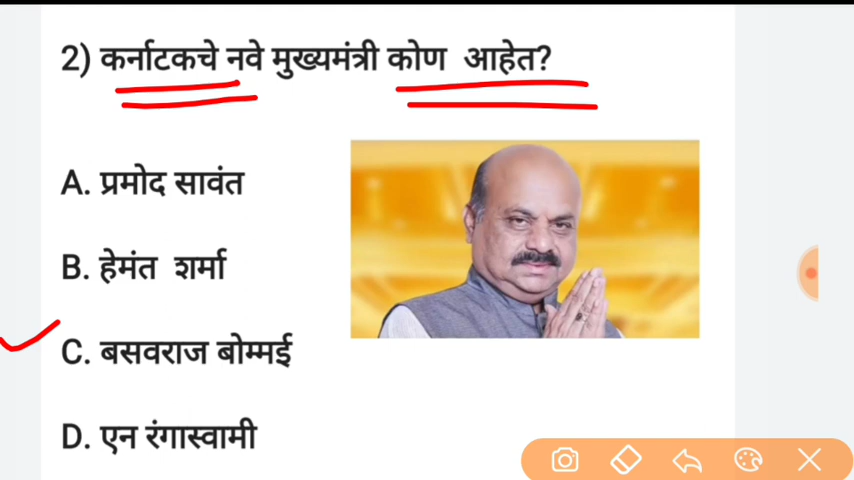 2) कर्नाटकचे नवे मुख्यमंत्री कोण आहेत?
A. प्रमोद सावंत
B. हेमंत शर्मा
C. बसवराज बोम्मई
D. एन रंगास्वामी